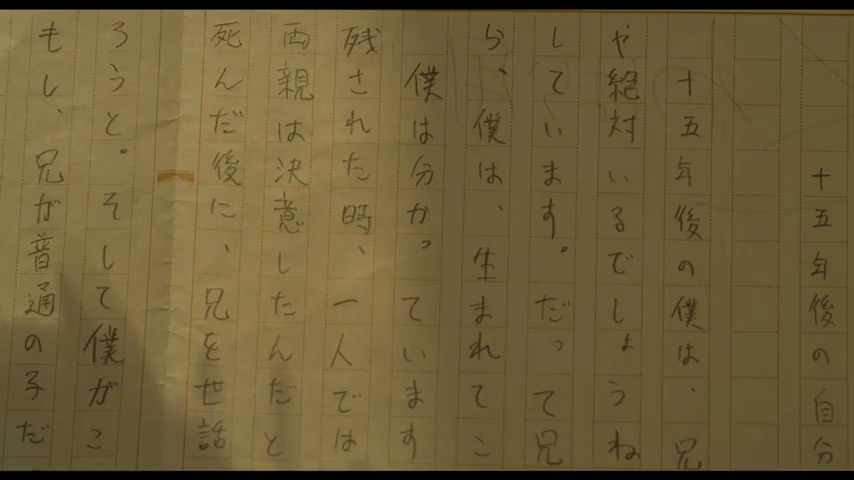 十五年後の自分
十五年後の僕は、兄
や絶対いるでしょうね
しています。だって兄
ら、僕は、生まれてこ
僕は分かっています
残された時、一人では
両親は決意したんだと
死んだ後に、兄を世話
ろうと。そして僕がこ
もし、兄が普通の子だ